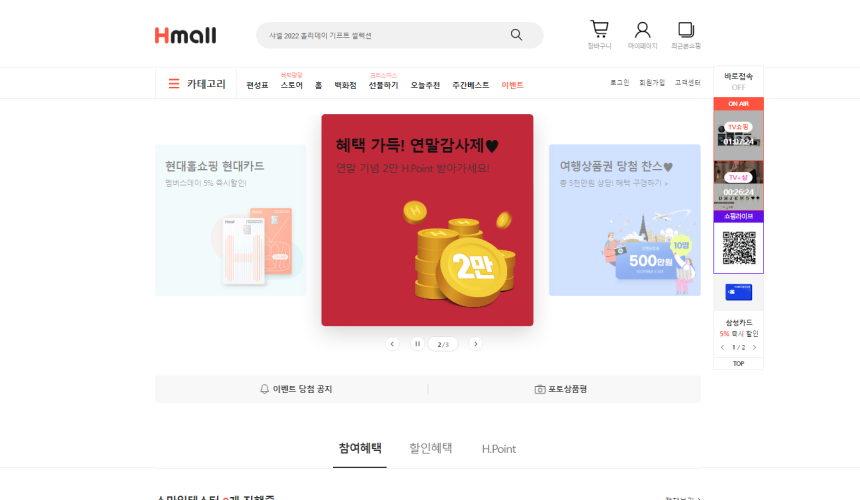 Hmall
샤넬 2022 홀리데이 기프트 셀렉션
장바구니
마이페이지
최근본쇼핑
카테고리
편성표
혜택팡팡
스토어
홈
백화점
크리스마스
선물하기
오늘추천
주간베스트
이벤트
로그인
회원가입
고객센터
바로접속
OFF
ON AIR
TV쇼핑
01:07:24
TV+샵
00:26:24
쇼핑라이브
현대홈쇼핑 현대카드
멤버스데이 5% 즉시할인!
혜택 가득! 연말감사제♥
연말 기념 2만 H.Point 받아가세요!
2만
여행상품권 당첨 찬스♥
총 5천만원 상당! 혜택 구경하기 >
10명
500만원
삼성카드
5% 즉시 할인
1 / 2
TOP
2/3
이벤트 당첨 공지
포토상품평
참여혜택
할인혜택
H.Point